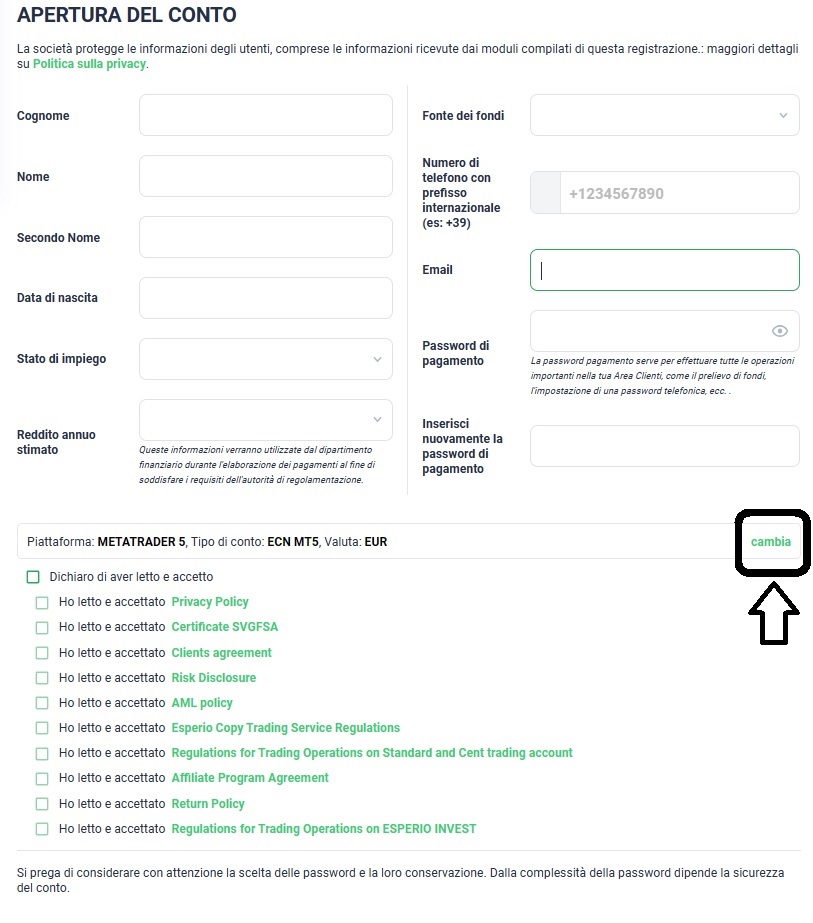 APERTURA DEL CONTO
La società protegge le informazioni degli utenti, comprese le informazioni ricevute dai moduli compilati di questa registrazione.: maggiori dettagli
su Politica sulla privacy.
Cognome
Nome
Secondo Nome
Data di nascita
Stato di impiego
Reddito annuo
stimato
Queste informazioni verranno utilizzate dal dipartimento
finanziario durante l'elaborazione dei pagamenti al fine di
soddisfare i requisiti dell'autorità di regolamentazione.
Fonte dei fondi
Numero di
telefono con
prefisso
internazionale
(es: +39)
+1234567890
Email
Password di
pagamento
La password pagamento serve per effettuare tutte le operazioni
importanti nella tua Area Clienti, come il prelievo di fondi,
l'impostazione di una password telefonica, ecc. .
Inserisci
nuovamente la
password di
pagamento
Piattaforma: METATRADER 5, Tipo di conto: ECN MT5, Valuta: EUR
cambia
Dichiaro di aver letto e accetto
Ho letto e accettato Privacy Policy
Ho letto e accettato Certificate SVGFSA
Ho letto e accettato Clients agreement
Ho letto e accettato Risk Disclosure
Ho letto e accettato AML policy
Ho letto e accettato Esperio Copy Trading Service Regulations
Ho letto e accettato Regulations for Trading Operations on Standard and Cent trading account
Ho letto e accettato Affiliate Program Agreement
Ho letto e accettato Return Policy
Ho letto e accettato Regulations for Trading Operations on ESPERIO INVEST
Si prega di considerare con attenzione la scelta delle password e la loro conservazione. Dalla complessità della password dipende la sicurezza
del conto.